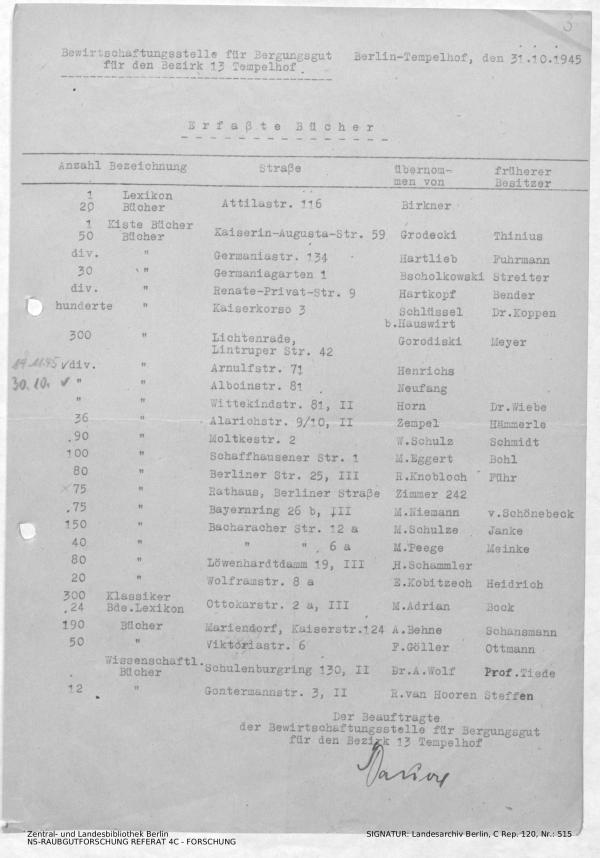 3
Bewirtschaftungsstelle für Bergungsgut Berlin-Tempelhof, den 31.10.1945
für den Bezirk 13 Tempelhof
Erfaßte Bücher
Anzahl Bezeichnung Straße übernom- früherer
men von Besitzer
1 Lexikon
20 Bücher Attilastr. 116 Birkner
1 Kiste Bücher
50 Bücher Kaiserin-Augusta-Str. 59 Grodecki Thinius
div. " Germaniastr. 134 Hartlieb Fuhrmann
30 " Germaniagarten 1 Bscholkowski Streiter
div. " Renate-Privat-Str. 9 Hartkopf Bender
hunderte " Kaiserkorso 3 Schlüssel Dr.Koppen
b.Hauswirt
300 " Lichtenrade, Gorodiski Meyer
Lintruper Str. 42
19.11.45 √div. " Arnulfstr. 71 Henrichs
30.10. √ " " Alboinstr. 81 Neufang
" " Wittekindstr. 81, II Horn Dr.Wiebe
36 " Alarichstr. 9/10, II Zempel Hämmerle
.90 " Moltkestr. 2 W.Schulz Schmidt
100 " Schaffhausener Str. 1 M.Eggert Bohl
80 " Berliner Str. 25, III R.Knobloch Führ
75 " Rathaus, Berliner Straße Zimmer 242
.75 " Bayernring 26 b, III M.Niemann v.Schönebeck
150 " Bacharacher Str. 12 a M.Schulze Janke
40 " " " . 6 a M.Peege Meinke
80 " Löwenhardtdamm 19, III H.Schammler
20 " Wolframstr. 8 a E.Kobitzech Heidrich
300 Klassiker
.24 Bde.Lexikon Ottokarstr. 2 a, III M.Adrian Bock
190 Bücher Mariendorf, Kaiserstr.124 A.Behne Schansmann
50 " Viktoriastr. 6 F.Göller Ottmann
Wissenschaftl.
. Bücher Schulenburgring 130, II Dr.A.Wolf Prof.Tiede
12 " Gontermannstr. 3, II R.van Hooren Steffen
Der Beauftragte
der Bewirtschaftungsstelle für Bergungsgut
für den Bezirk 13 Tempelhof
Zentral- und Landesbibliothek Berlin SIGNATUR: Landesarchiv Berlin, C Rep. 120, Nr.: 515
NS-RAUBGUTFORSCHUNG REFERAT 4C - FORSCHUNG